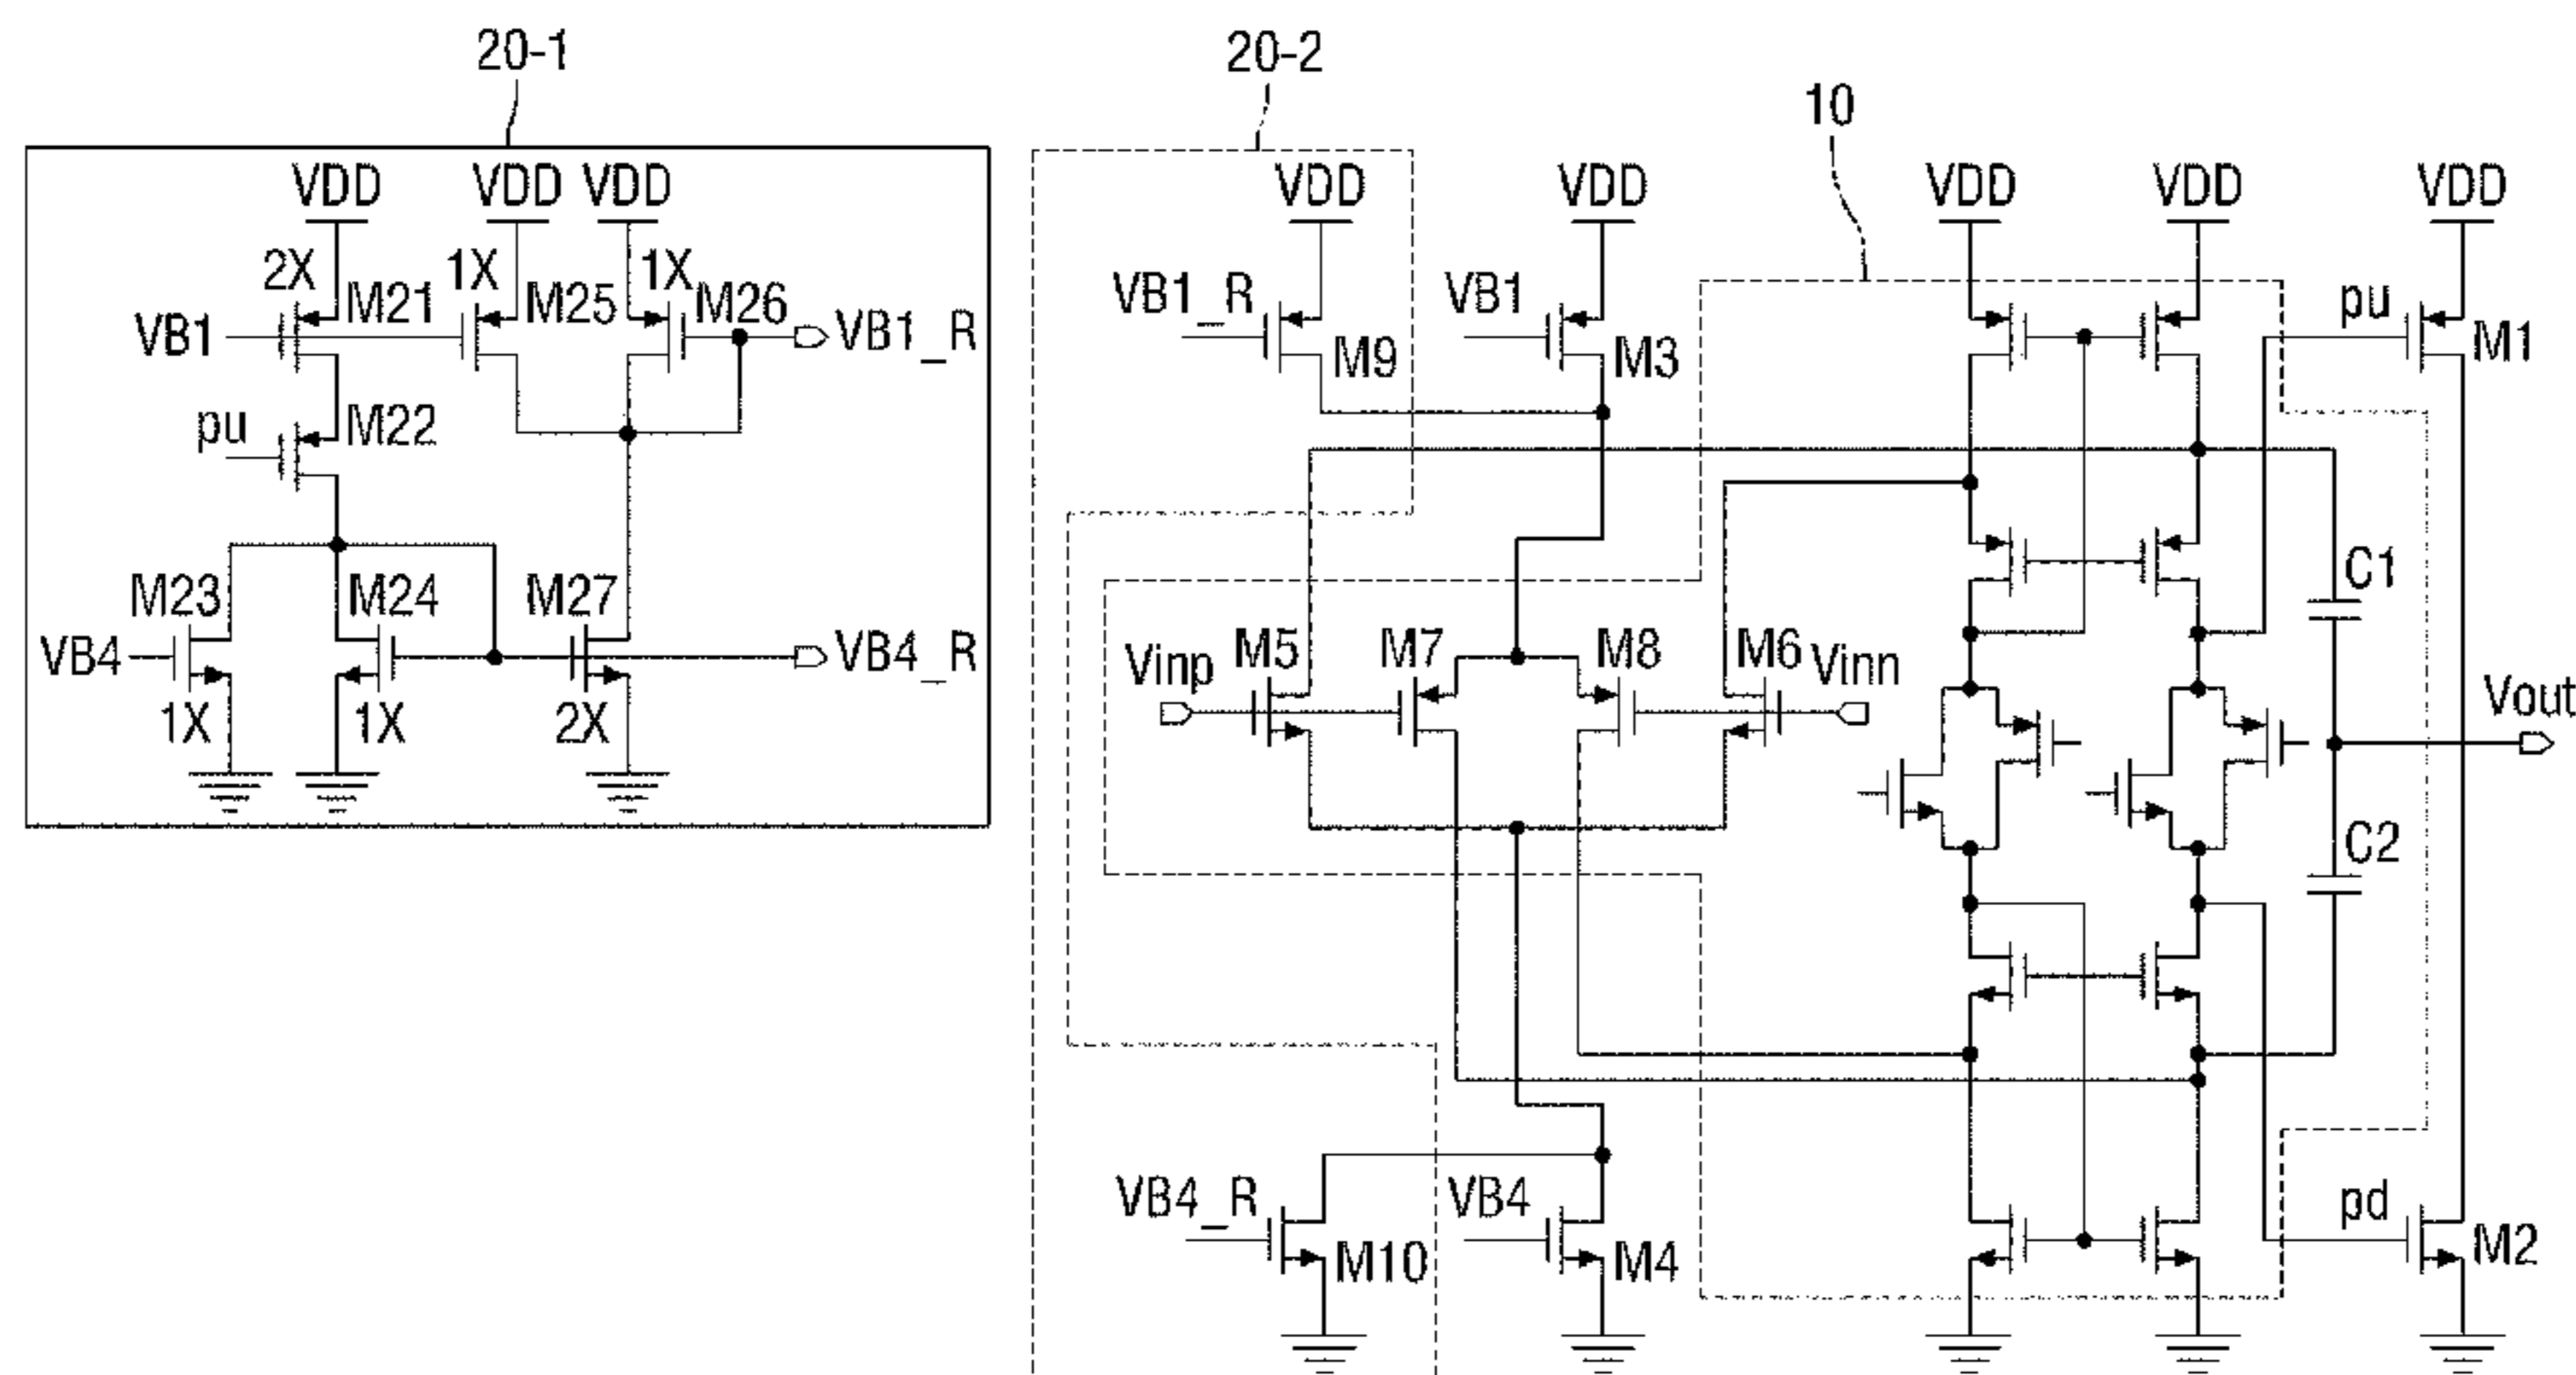 20-1
20-2
10
VDD
VDD
VDD
VDD
VDD
VDD
VDD
VDD
2X
M21
1X
M25
1X
M26
VB1
VB1_R
pu
M22
M23
M24
M27
VB4
VB4_R
1X
1X
2X
VB1_R
M9
VB1
M3
pu
M1
Vinp
M5
M7
M8
M6
Vinn
C1
Vout
C2
VB4_R
M10
VB4
M4
pd
M2